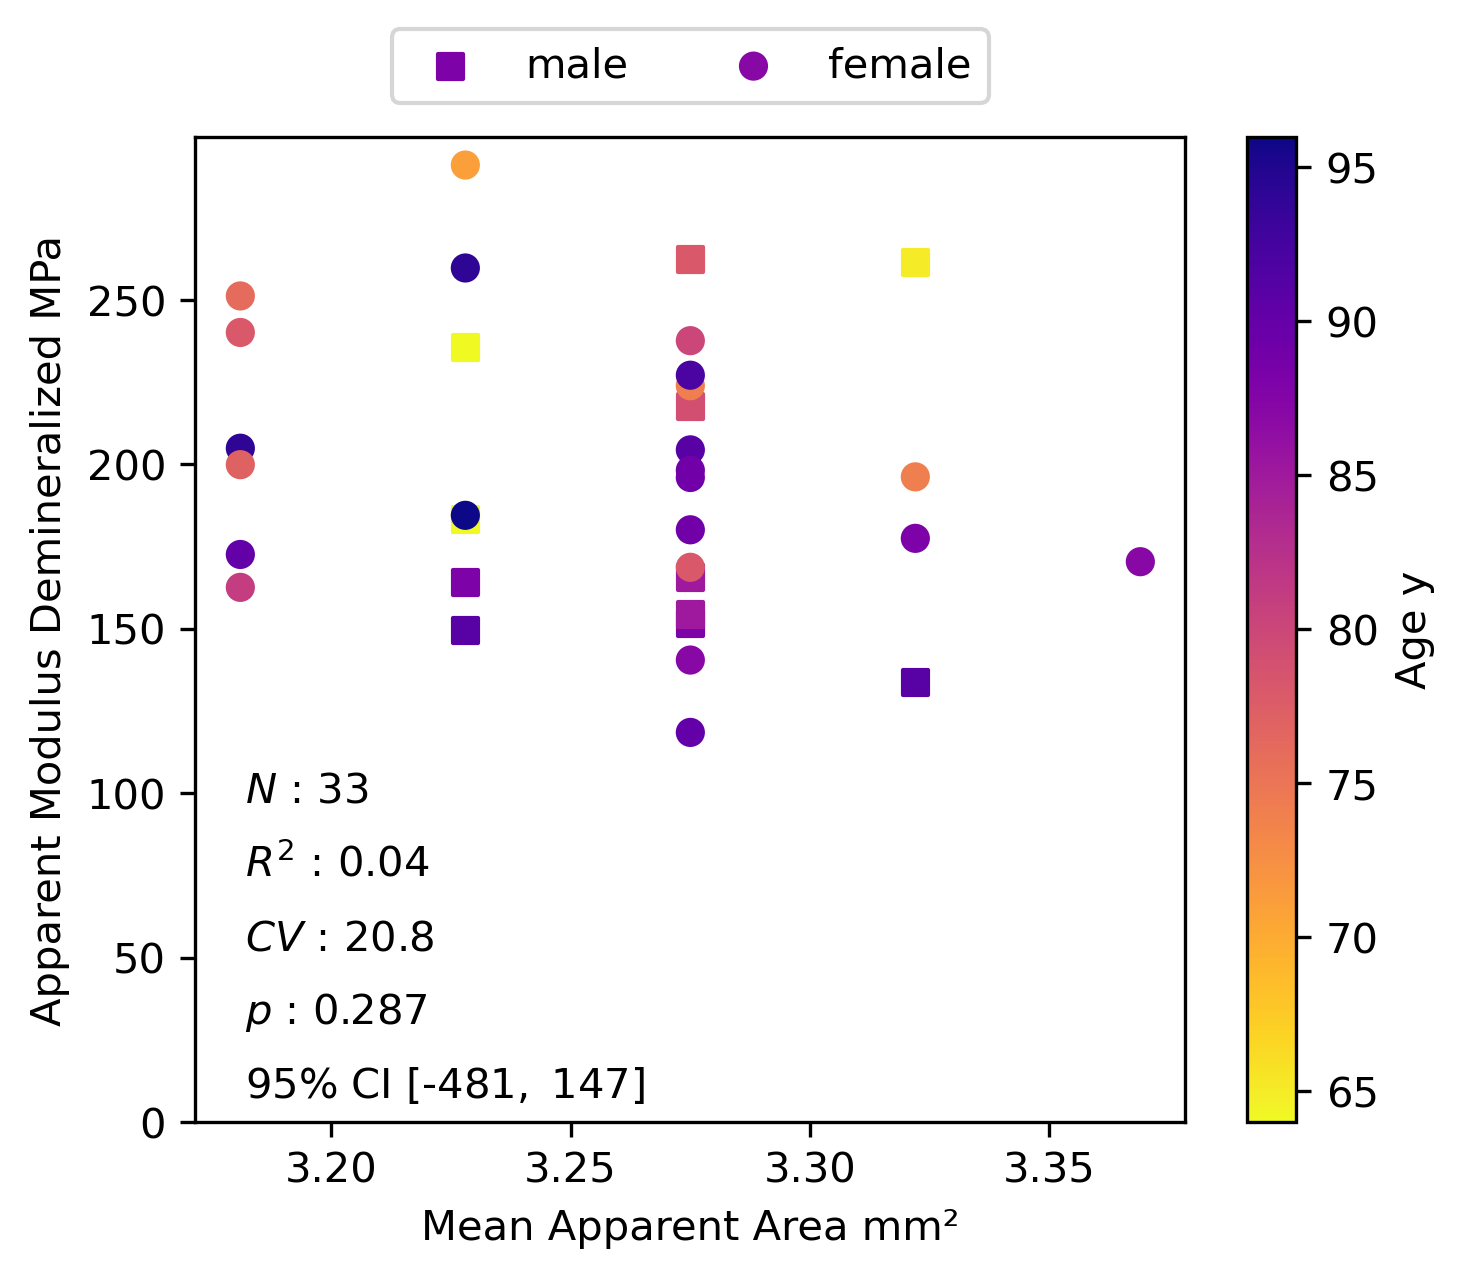 male female
Apparent Modulus Demineralized MPa
250
200
150
100
50
0
N : 33
R² : 0.04
CV : 20.8
p : 0.287
95% CI [-481, 147]
3.20 3.25 3.30 3.35
Mean Apparent Area mm²
95
90
85
80
75
70
65
Age y